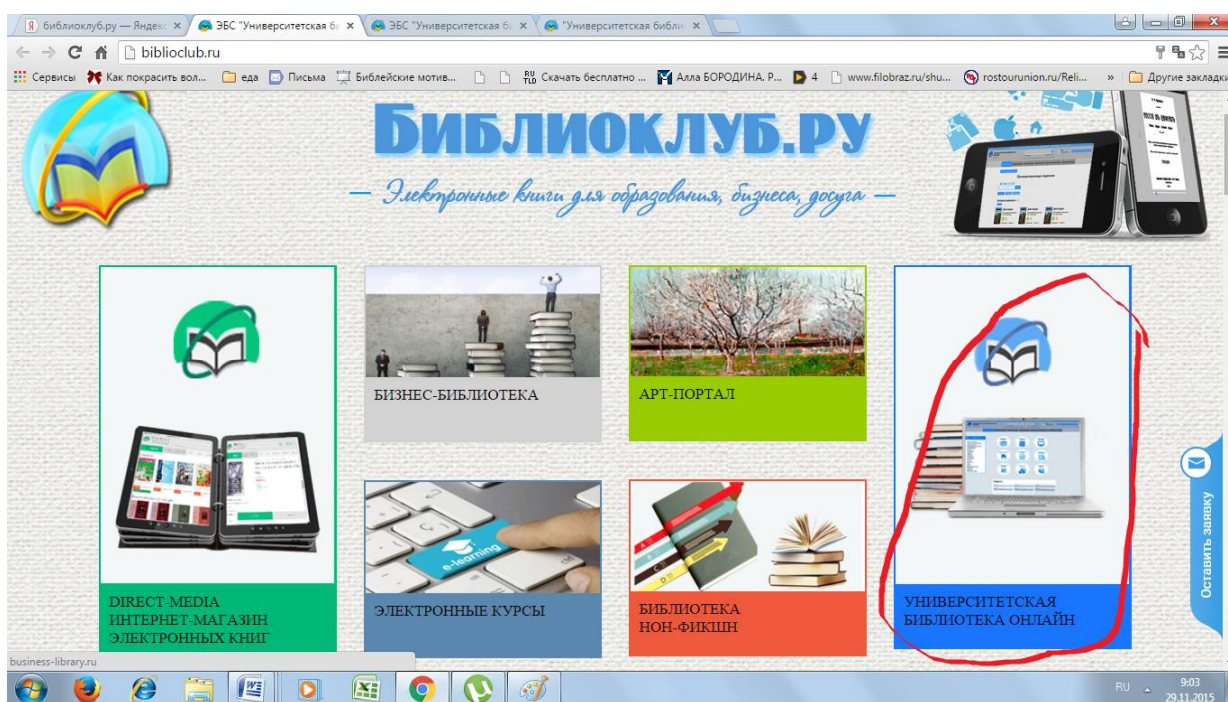 библиоклуб.ру — Яндекс
ЭБС "Университетская би
ЭБС "Университетская би
"Университетская библи
biblioclub.ru
Сервисы
Как покрасить вол...
еда
Письма
Библейские мотив...
Скачать бесплатно ...
Алла БОРОДИНА. Р...
4
www.filobraz.ru/shu...
rostourunion.ru/Reli...
»
Другие закладки
Библиоклуб.ру
— Электронные книги для образования, бизнеса, досуга —
БИЗНЕС-БИБЛИОТЕКА
АРТ-ПОРТАЛ
e-learning
DIRECT-MEDIA
ИНТЕРНЕТ-МАГАЗИН
ЭЛЕКТРОННЫХ КНИГ
ЭЛЕКТРОННЫЕ КУРСЫ
БИБЛИОТЕКА
НОН-ФИКШН
УНИВЕРСИТЕТСКАЯ
БИБЛИОТЕКА ОНЛАЙН
Оставить заявку
business-library.ru
RU
9:03
29.11.2015